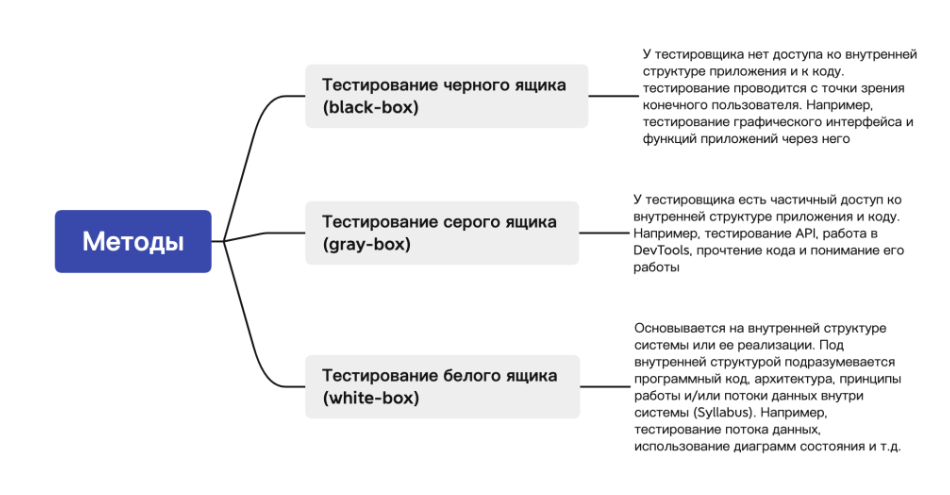 Методы
Тестирование черного ящика
(black-box)
У тестировщика нет доступа ко внутренней
структуре приложения и к коду.
тестирование проводится с точки зрения
конечного пользователя. Например,
тестирование графического интерфейса и
функций приложений через него
Тестирование серого ящика
(gray-box)
У тестировщика есть частичный доступ ко
внутренней структуре приложения и коду.
Например, тестирование API, работа в
DevTools, прочтение кода и понимание его
работы
Тестирование белого ящика
(white-box)
Основывается на внутренней структуре
системы или ее реализации. Под
внутренней структурой подразумевается
программный код, архитектура, принципы
работы и/или потоки данных внутри
системы (Syllabus). Например,
тестирование потока данных,
использование диаграмм состояния и т.д.